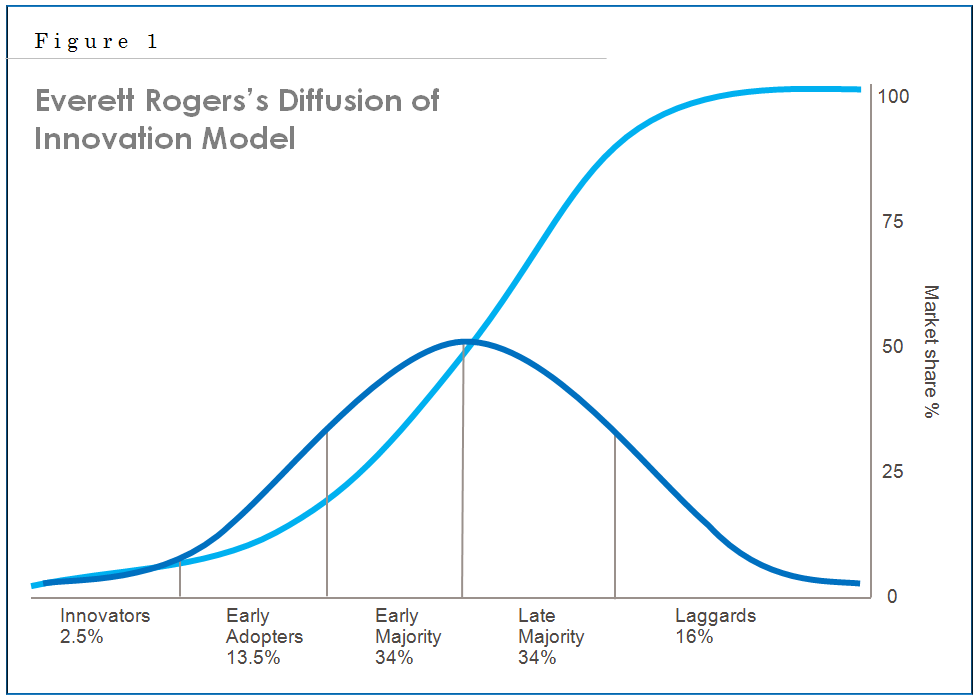 Figure 1
Everett Rogers’s Diffusion of
Innovation Model
100
75
50
25
0
Market share %
Innovators
2.5%
Early
Adopters
13.5%
Early
Majority
34%
Late
Majority
34%
Laggards
16%